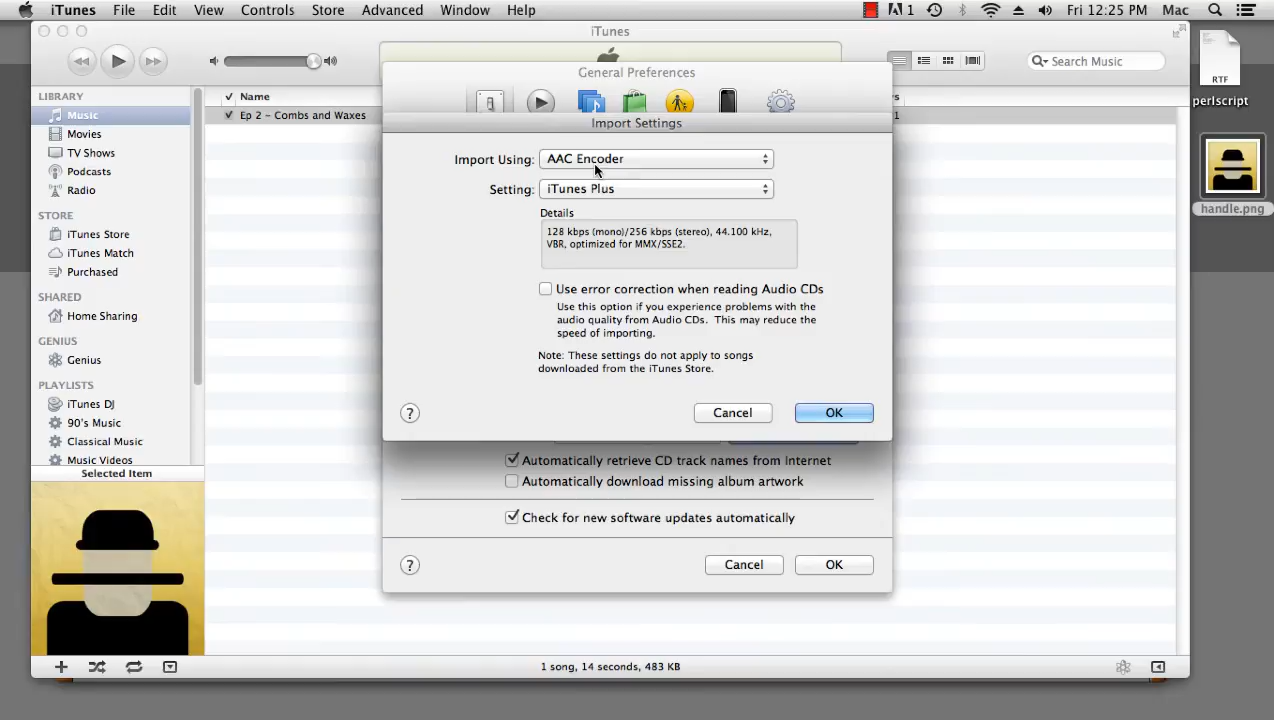 iTunes File Edit View Controls Store Advanced Window Help 1 Fri 12:25 PM Mac
iTunes
Search Music
General Preferences
RTF
perlscript
handle.png
LIBRARY
Music
Movies
TV Shows
Podcasts
Radio
STORE
iTunes Store
iTunes Match
Purchased
SHARED
Home Sharing
GENIUS
Genius
PLAYLISTS
iTunes DJ
90's Music
Classical Music
Music Videos
Selected Item
Name
Ep 2 – Combs and Waxes
1
Import Settings
Import Using: AAC Encoder
Setting: iTunes Plus
Details
128 kbps (mono)/256 kbps (stereo), 44.100 kHz,
VBR, optimized for MMX/SSE2.
Use error correction when reading Audio CDs
Use this option if you experience problems with the
audio quality from Audio CDs. This may reduce the
speed of importing.
Note: These settings do not apply to songs
downloaded from the iTunes Store.
? Cancel OK
Automatically retrieve CD track names from Internet
Automatically download missing album artwork
Check for new software updates automatically
? Cancel OK
1 song, 14 seconds, 483 KB